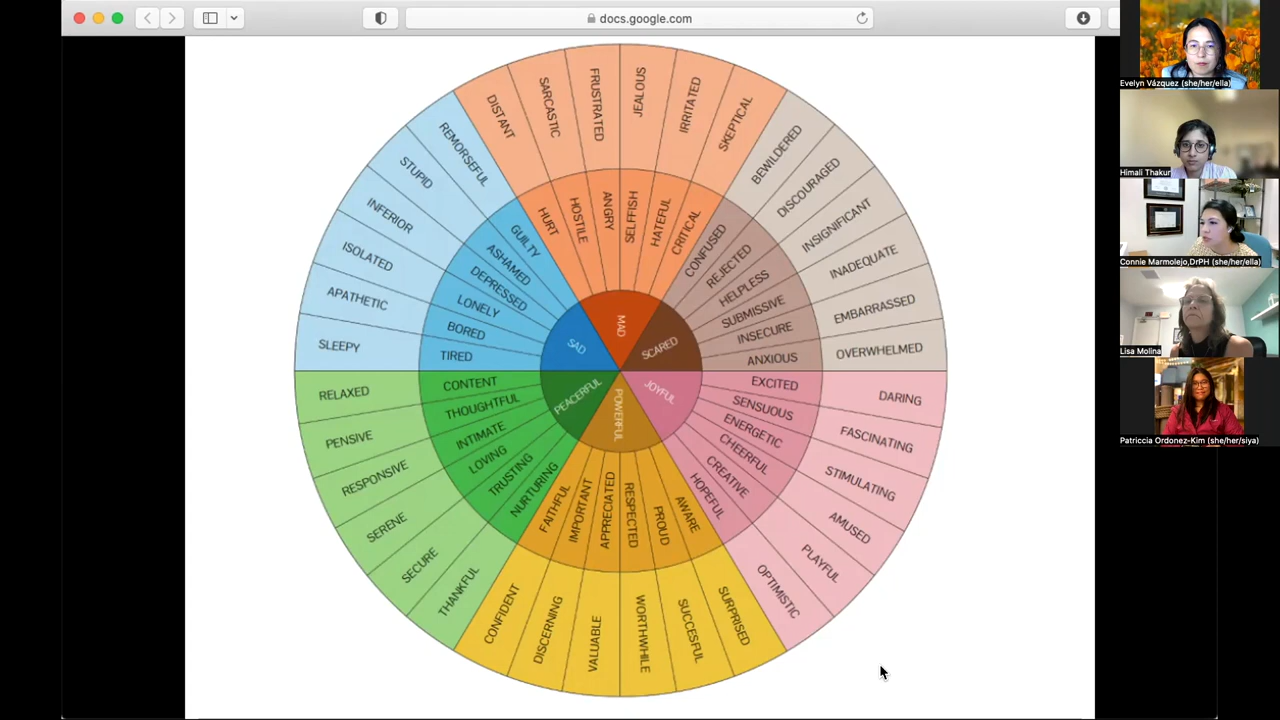 docs.google.com
DISTANT
SARCASTIC
FRUSTRATED
JEALOUS
IRRITATED
SKEPTICAL
BEWILDERED
DISCOURAGED
INSIGNIFICANT
INADEQUATE
EMBARRASSED
OVERWHELMED
DARING
FASCINATING
STIMULATING
AMUSED
PLAYFUL
OPTIMISTIC
SURPRISED
SUCCESFUL
WORTHWHILE
VALUABLE
DISCERNING
CONFIDENT
THANKFUL
SECURE
SERENE
RESPONSIVE
PENSIVE
RELAXED
SLEEPY
APATHETIC
ISOLATED
INFERIOR
STUPID
REMORSEFUL
HURT
HOSTILE
ANGRY
SELFFISH
HATEFUL
CRITICAL
CONFUSED
REJECTED
HELPLESS
SUBMISSIVE
INSECURE
ANXIOUS
EXCITED
SENSUOUS
ENERGETIC
CHEERFUL
CREATIVE
HOPEFUL
AWARE
PROUD
RESPECTED
APPRECIATED
IMPORTANT
FAITHFUL
NURTURING
TRUSTING
LOVING
INTIMATE
THOUGHTFUL
CONTENT
TIRED
BORED
LONELY
DEPRESSED
ASHAMED
GUILTY
MAD
SCARED
JOYFUL
POWERFUL
PEACEFUL
SAD
Evelyn Vázquez (she/her/ella)
Himali Thakur
Connie Marmolejo,DrPH (she/her/ella)
Lisa Molina
Patriccia Ordonez-Kim (she/her/siya)